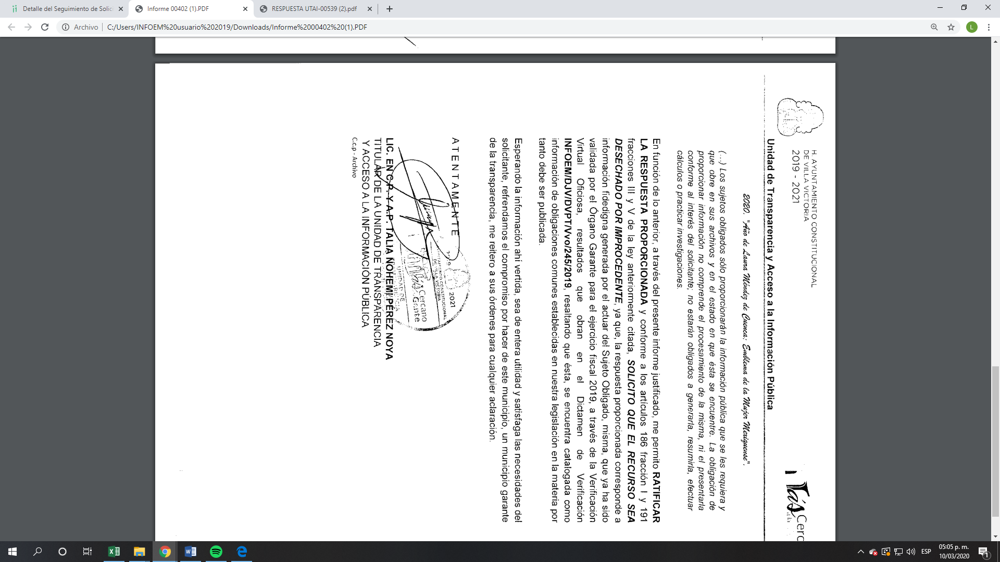 Detalle del Seguimiento de Solici
Informe 00402 (1).PDF
RESPUESTA UTAI-00539 (2).pdf
Archivo
C:/Users/INFOEM%20usuario%202019/Downloads/Informe%2000402%20(1).PDF
L
H. AYUNTAMIENTO CONSTITUCIONAL
DE VILLA VICTORIA
2019 - 2021
Más Cerc
a la
Unidad de Transparencia y Acceso a la Información Pública
2020. "Año de Laura Méndez de Cuenca; Emblema de la Mujer Mexiquense".
(...) Los sujetos obligados sólo proporcionarán la información pública que se les requiera y
que obre en sus archivos y en el estado en que ésta se encuentre. La obligación de
proporcionar información no comprende el procesamiento de la misma, ni el presentarla
conforme al interés del solicitante; no estarán obligados a generarla, resumirla, efectuar
cálculos o practicar investigaciones.
En función de lo anterior, a través del presente informe justificado, me permito RATIFICAR
LA RESPUESTA PROPORCIONADA y conforme a los artículos 186 fracción I y 191
fracciones III y V de la ley anteriormente citada, SOLICITO QUE EL RECURSO SEA
DESECHADO POR IMPROCEDENTE, ya que, la respuesta proporcionada corresponde a
información fidedigna generada por el actuar del Sujeto Obligado, misma, que ya ha sido
validada por el Órgano Garante para el ejercicio fiscal 2019, a través de la Verificación
Virtual Oficiosa, resultados que obran en el Dictamen de Verificación
INFOEM/DJV/DVPT/Vvo/245/2019, resaltando que ésta, se encuentra catalogada como
información de obligaciones comunes establecidas en nuestra legislación en la materia por
tanto debe ser publicada.
Esperando la información ahí vertida, sea de entera utilidad y satisfaga las necesidades del
solicitante, refrendamos el compromiso por hacer de este municipio, un municipio garante
de la transparencia, me reitero a sus órdenes para cualquier aclaración.
A T E N T A M E N T E
2021
CONSTITUCIONAL
DE VILLA VICTORIA
más Cercano
Gente
UNIDAD DE
LIC. EN C.P. Y A.P. TALIA NOHEMI PÉREZ NOYA
TITULAR DE LA UNIDAD DE TRANSPARENCIA
Y ACCESO A LA INFORMACIÓN PÚBLICA
C.c.p - Archivo
ESP
05:05 p. m.
10/03/2020
1